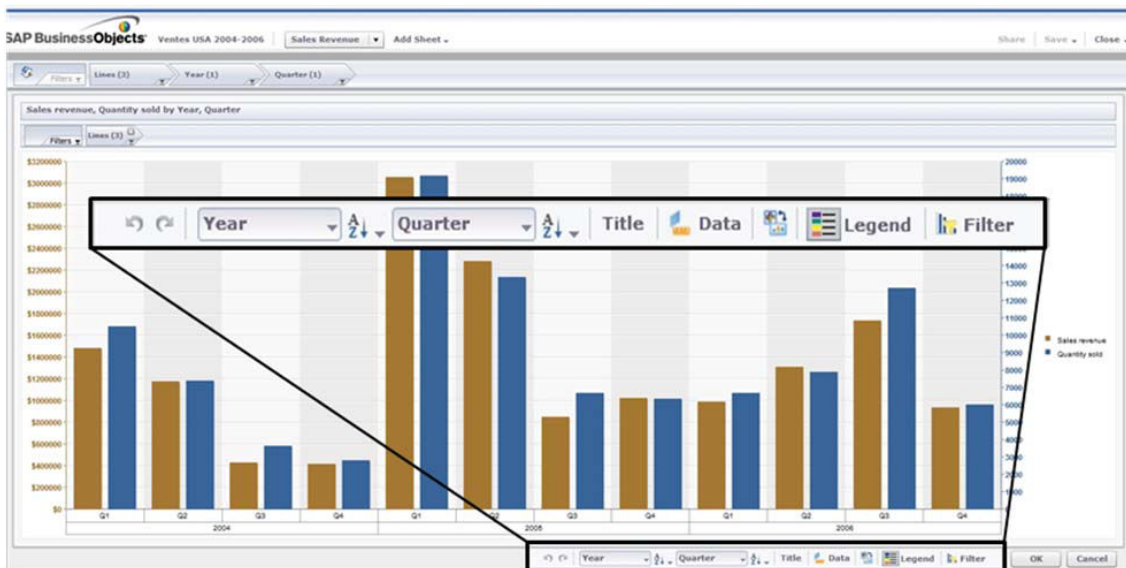 SAP BusinessObjects Ventes USA 2004-2006 Sales Revenue Add Sheet Share Save Close
Filters Lines (3) Year (1) Quarter (1)
Sales revenue, Quantity sold by Year, Quarter
Filters Lines (3)
$3200000 20000
$3000000 19000
$2800000
$2600000
Year Quarter Title Data Legend Filter
$2400000
$2200000 14000
$2000000 13000
12000
$1800000
$1600000 11000
10000
$1400000 9000
Sales revenue
$1200000 8000
Quantity sold
$1000000 7000
6000
$800000 5000
$600000 4000
3000
$400000
$200000 2000
1000
$0 0
Q1 Q2 Q3 Q4 Q1 Q2 Q3 Q4 Q1 Q2 Q3 Q4
2004 2005 2006
Year Quarter Title Data Legend Filter OK Cancel